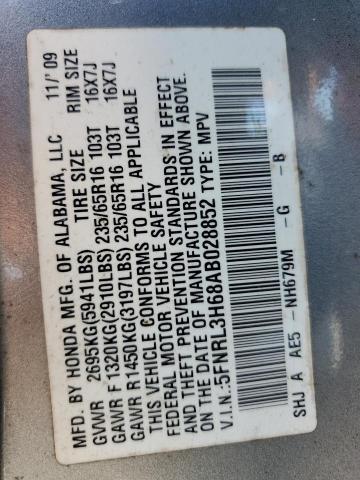 MFD. BY HONDA MFG. OF ALABAMA, LLC 11/'09
GVWR 2695KG(5941LBS) TIRE SIZE RIM SIZE
GAWR F 1320KG(2910LBS) 235/65R16 103T 16X7J
GAWR R1450KG(3197LBS) 235/65R16 103T 16X7J
THIS VEHICLE CONFORMS TO ALL APPLICABLE
FEDERAL MOTOR VEHICLE SAFETY
AND THEFT PREVENTION STANDARDS IN EFFECT
ON THE DATE OF MANUFACTURE SHOWN ABOVE.
V.I.N.:5FNRL3H68AB028852 TYPE: MPV
SHJ A AE5 -NH679M -G -B